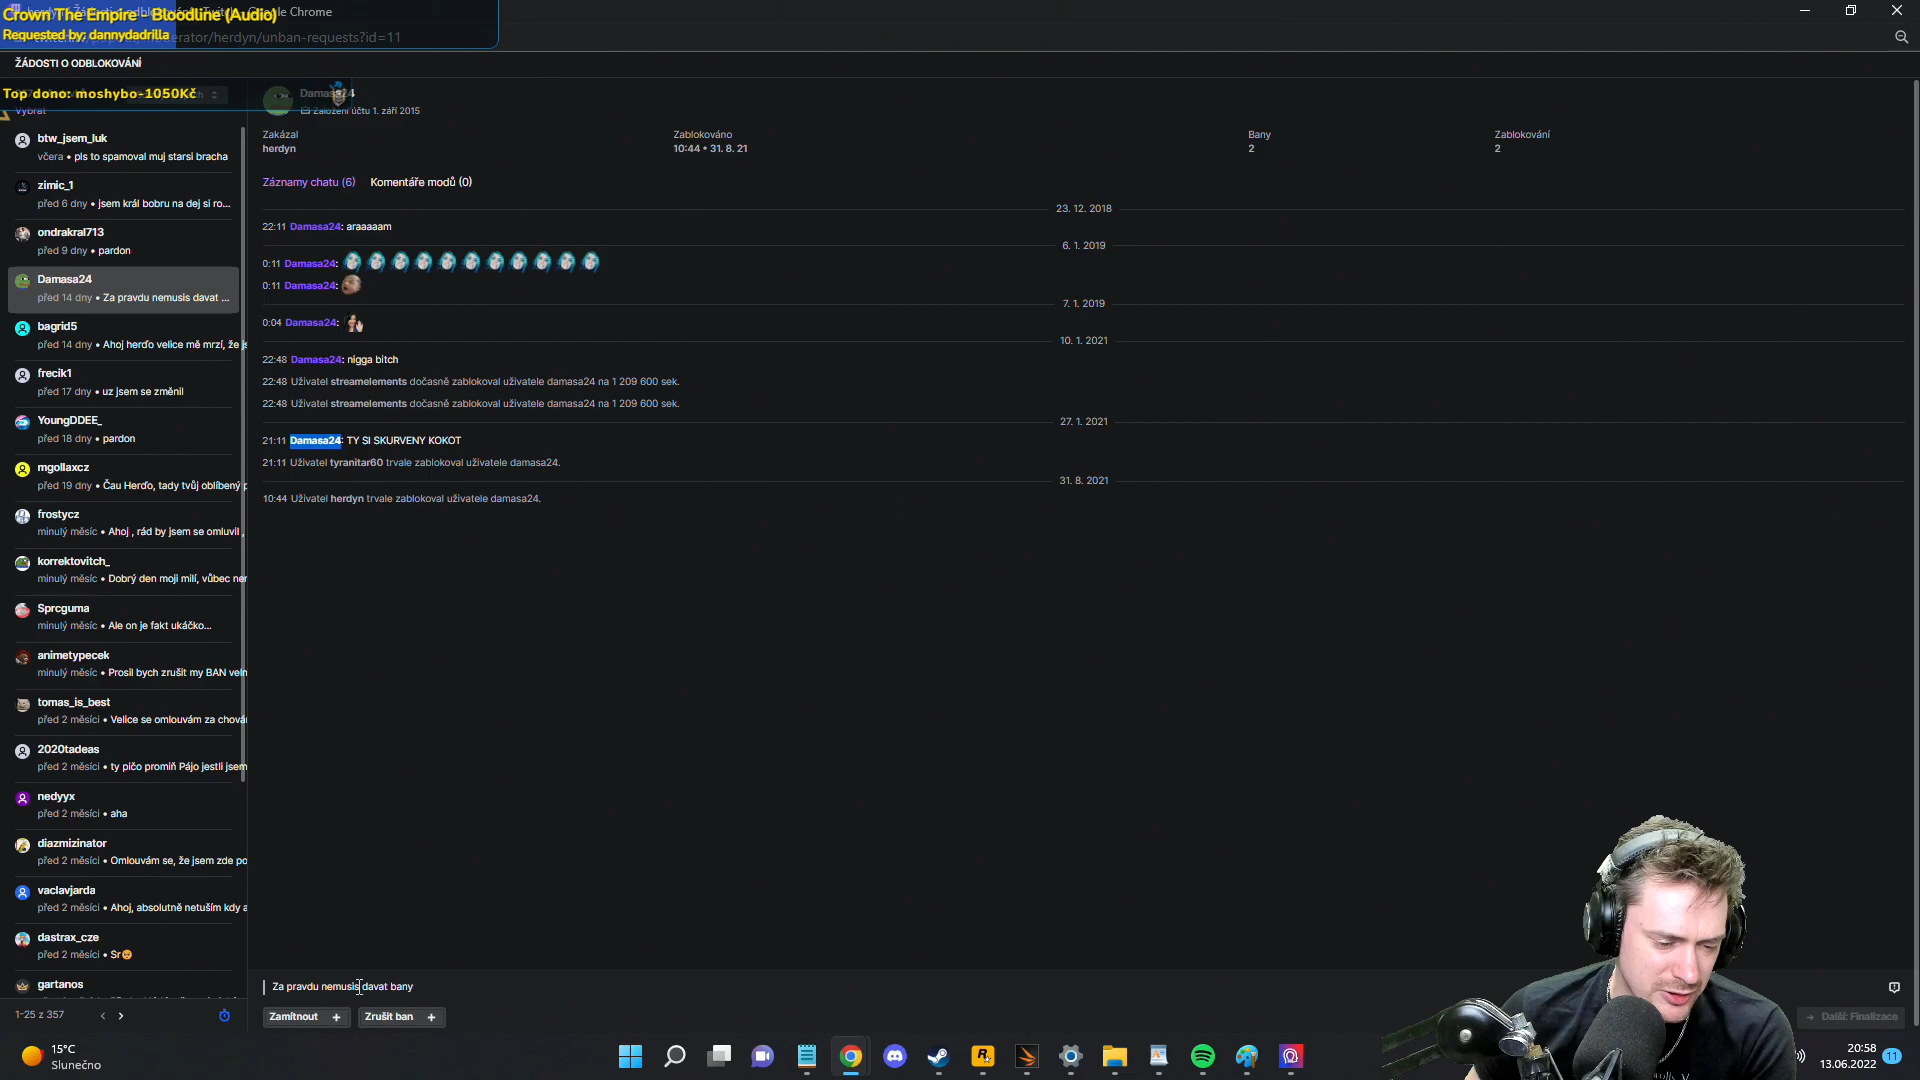 Crown The Empire - Bloodline (Audio)
Requested by: dannydadrilla
Chrome
erator/herdyn/unban-requests?id=11
ŽÁDOSTI O ODBLOKOVÁNÍ
Top dono: moshybo-1050Kč
Vybrat
btw_jsem_luk
včera • pls to spamoval muj starsi bracha
zimic_1
před 6 dny • jsem král bobru na dej si ro...
ondrakral713
před 9 dny • pardon
Damasa24
před 14 dny • Za pravdu nemusis davat ...
bagrid5
před 14 dny • Ahoj herďo velice mě mrzí, že js
frecik1
před 17 dny • uz jsem se změnil
YoungDDEE_
před 18 dny • pardon
mgollaxcz
před 19 dny • Čau Herďo, tady tvůj oblíbený p
frostycz
minulý měsíc • Ahoj , rád by jsem se omluvil ,
korrektovitch_
minulý měsíc • Dobrý den moji milí, vůbec ner
Sprcguma
minulý měsíc • Ale on je fakt ukáčko...
animetypecek
minulý měsíc • Prosil bych zrušit my BAN velm
tomas_is_best
před 2 měsíci • Velice se omlouvám za chová
2020tadeas
před 2 měsíci • ty pičo promiň Pájo jestli jsem
nedyyx
před 2 měsíci • aha
diazmizinator
před 2 měsíci • Omlouvám se, že jsem zde po
vaclavjarda
před 2 měsíci • Ahoj, absolutně netuším kdy a
dastrax_cze
před 2 měsíci • Sr
gartanos
1-25 z 357
Damasa24
Založení účtu 1. září 2015
Zakázal
herdyn
Zablokováno
10:44 • 31. 8. 21
Bany
2
Zablokování
2
Záznamy chatu (6) Komentáře modů (0)
23. 12. 2018
22:11 Damasa24: araaaaam
6. 1. 2019
0:11 Damasa24:
0:11 Damasa24:
7. 1. 2019
0:04 Damasa24:
10. 1. 2021
22:48 Damasa24: nigga bitch
22:48 Uživatel streamelements dočasně zablokoval uživatele damasa24 na 1 209 600 sek.
22:48 Uživatel streamelements dočasně zablokoval uživatele damasa24 na 1 209 600 sek.
27. 1. 2021
21:11 Damasa24: TY SI SKURVENY KOKOT
21:11 Uživatel tyranitar60 trvale zablokoval uživatele damasa24.
31. 8. 2021
10:44 Uživatel herdyn trvale zablokoval uživatele damasa24.
Za pravdu nemusis davat bany
Zamítnout + Zrušit ban +
Další: Finalizace
15°C
Slunečno
20:58
13.06.2022
11